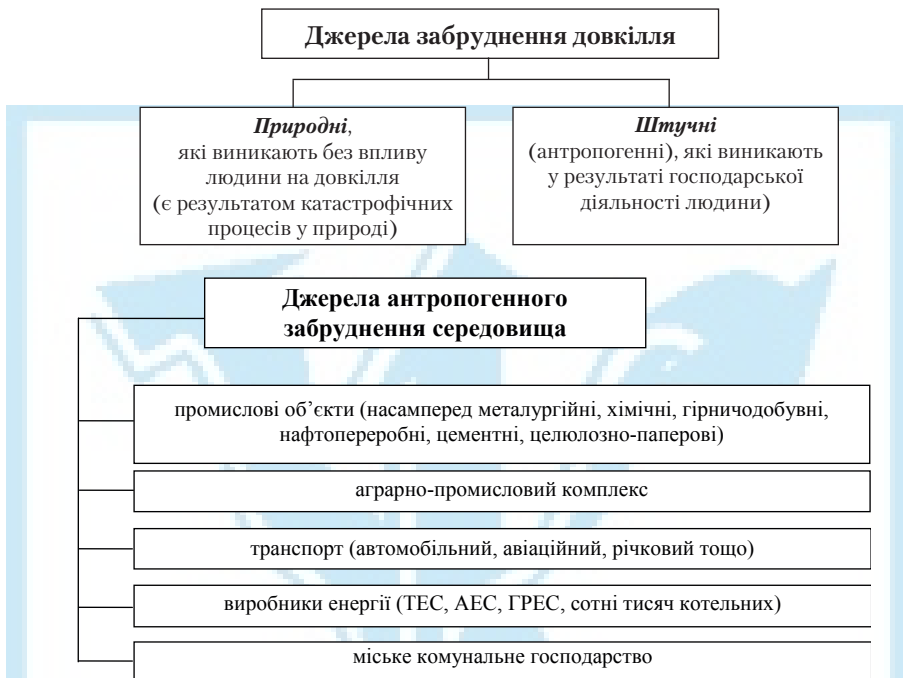 Джерела забруднення довкілля
Природні,
які виникають без впливу
людини на довкілля
(є результатом катастрофічних
процесів у природі)
Штучні
(антропогенні), які виникають
у результаті господарської
діяльності людини)
Джерела антропогенного
забруднення середовища
промислові об’єкти (насамперед металургійні, хімічні, гірничодобувні,
нафтопереробні, цементні, целюлозно-паперові)
аграрно-промисловий комплекс
транспорт (автомобільний, авіаційний, річковий тощо)
виробники енергії (ТЕС, АЕС, ГРЕС, сотні тисяч котельних)
міське комунальне господарство